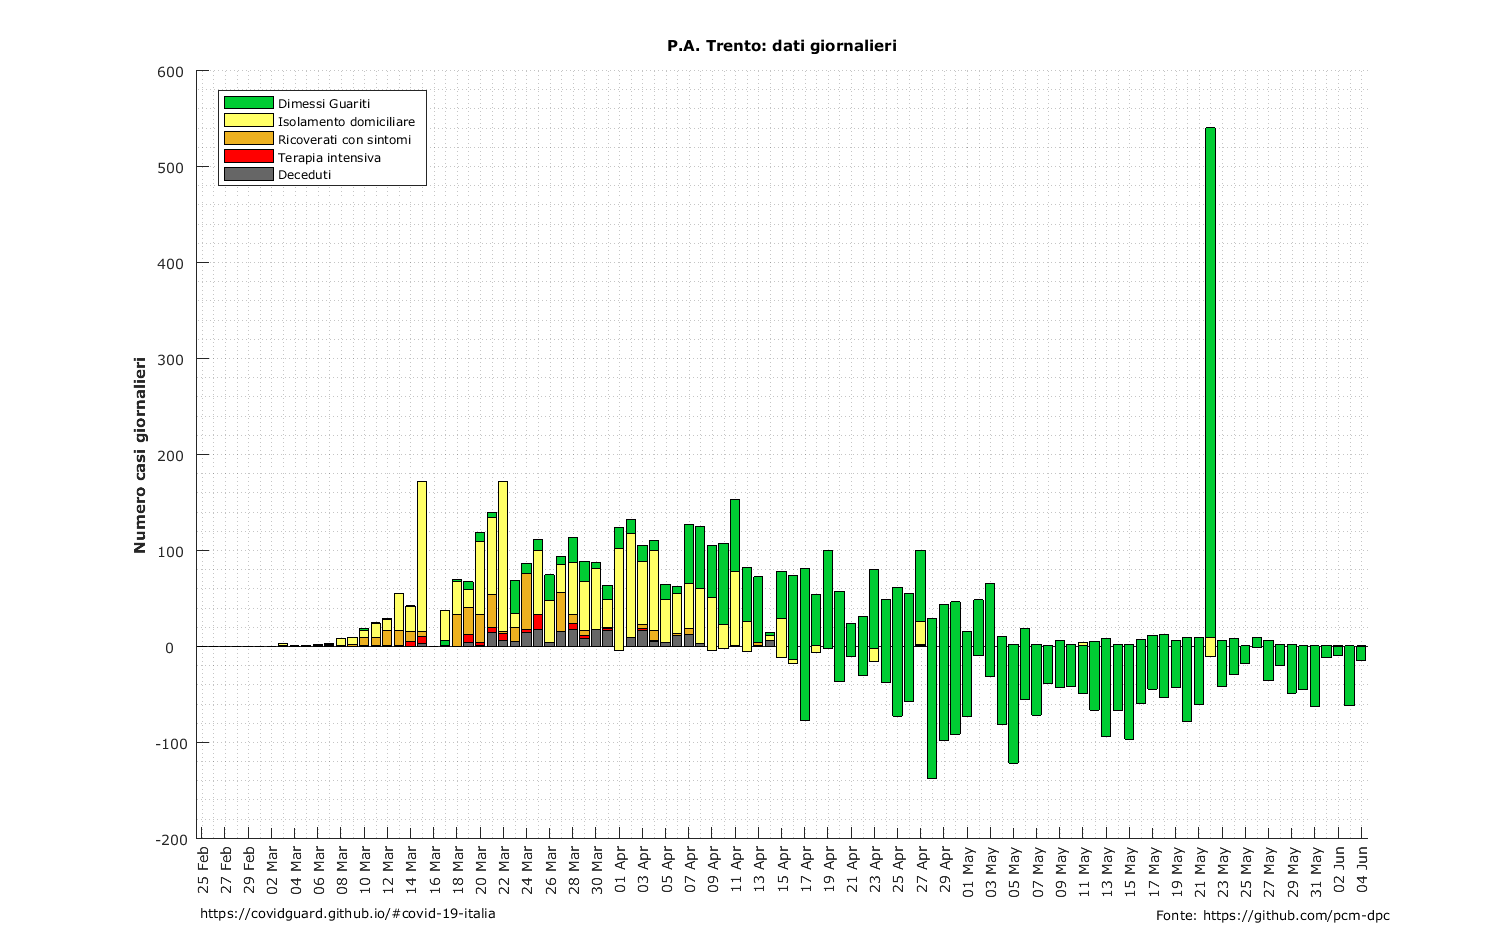 P.A. Trento: dati giornalieri
600
500
400
300
200
100
0
-100
-200
Numero casi giornalieri
Dimessi Guariti
Isolamento domiciliare
Ricoverati con sintomi
Terapia intensiva
Deceduti
25 Feb
27 Feb
29 Feb
02 Mar
04 Mar
06 Mar
08 Mar
10 Mar
12 Mar
14 Mar
16 Mar
18 Mar
20 Mar
22 Mar
24 Mar
26 Mar
28 Mar
30 Mar
01 Apr
03 Apr
05 Apr
07 Apr
09 Apr
11 Apr
13 Apr
15 Apr
17 Apr
19 Apr
21 Apr
23 Apr
25 Apr
27 Apr
29 Apr
01 May
03 May
05 May
07 May
09 May
11 May
13 May
15 May
17 May
19 May
21 May
23 May
25 May
27 May
29 May
31 May
02 Jun
04 Jun
https://covidguard.github.io/#covid-19-italia
Fonte: https://github.com/pcm-dpc